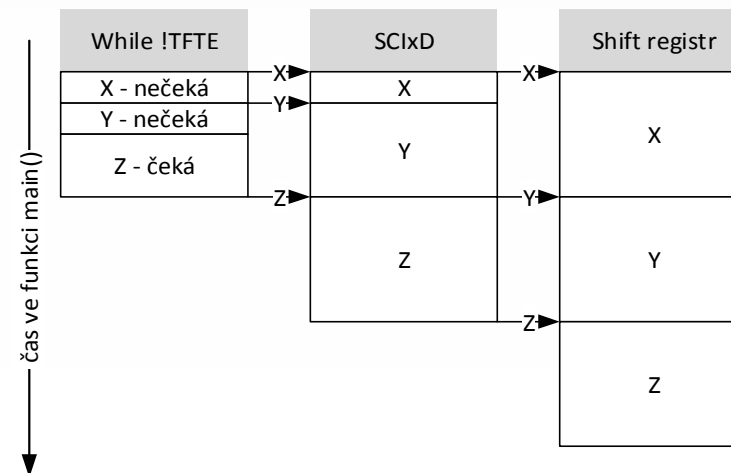 While !TFTE
SCIxD
Shift registr
X - nečeká
X
X
X
Y - nečeká
Y
Z - čeká
Y
X
Z
Y
Z
Y
Z
Z
čas ve funkci main()